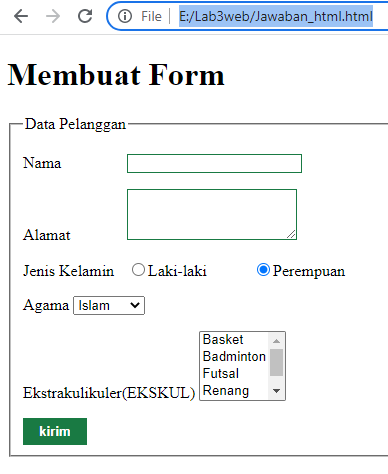 File E:/Lab3web/Jawaban_html.html
Membuat Form
Data Pelanggan
Nama
Alamat
Jenis Kelamin Laki-laki Perempuan
Agama Islam
Basket
Badminton
Futsal
Ekstrakulikuler(EKSKUL) Renang
kirim